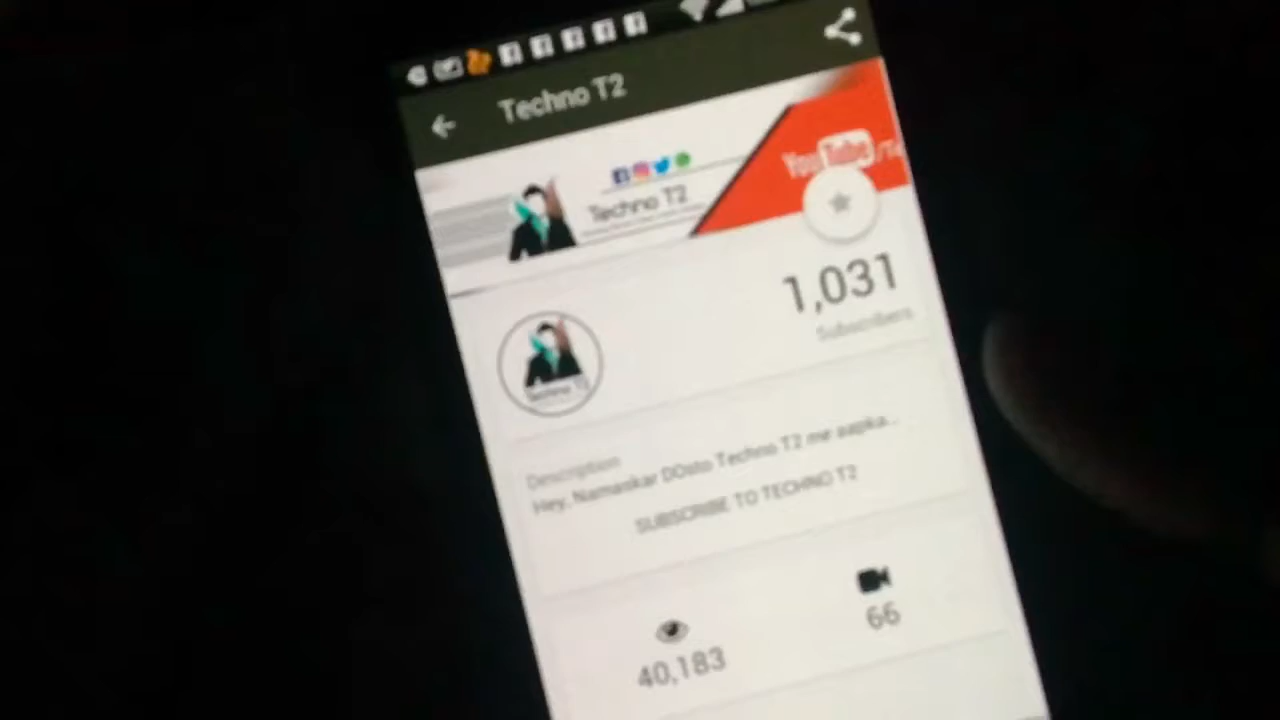 Techno T2
Techno T2
YouTube
1,031
Subscribers
Techno
Description
Hey, Namaskar DOsto Techno T2 me aapka...
SUBSCRIBE TO TECHNO T2
40,183
66